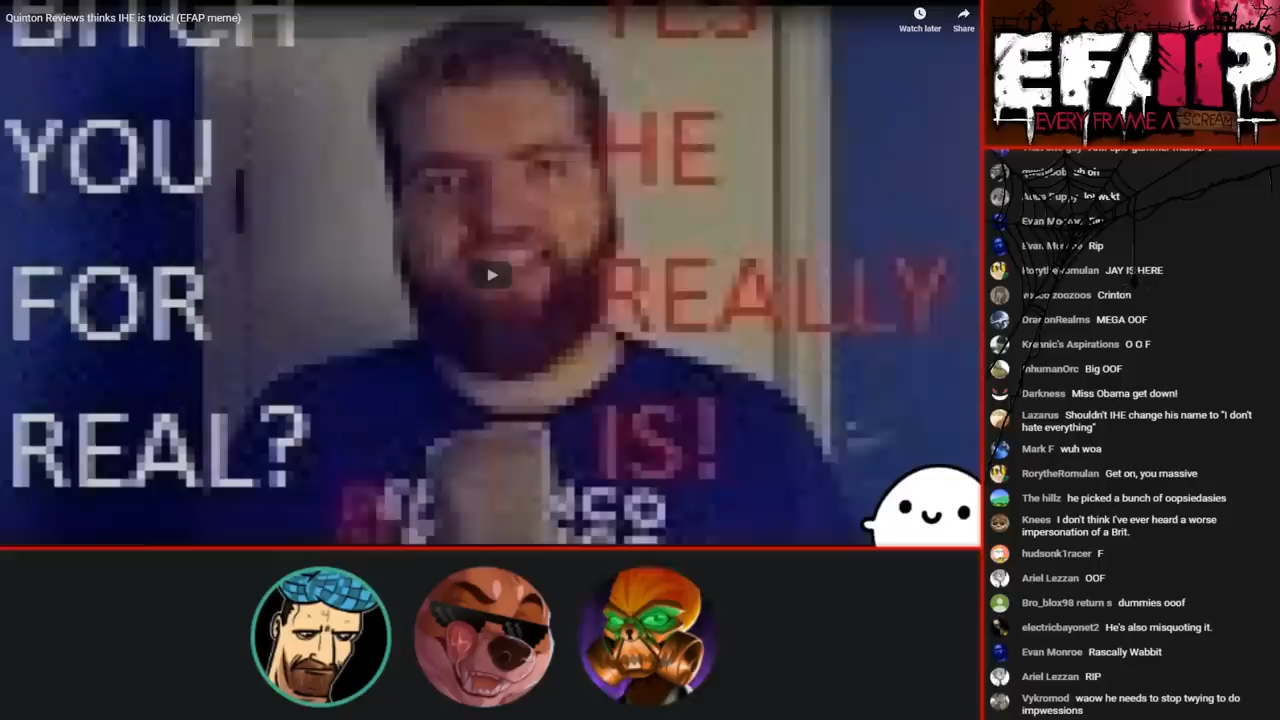 Quinton Reviews thinks IHE is toxic! (EFAP meme)
Watch later
Share
BITCH
YOU
FOR
REAL?
YES
HE
REALLY
IS!
EFAP
EVERY FRAME A SCREAM
Evan Monroe Rip
RorytheRomulan JAY IS HERE
zoozoos Crinton
DragonRealms MEGA OOF
Krennic's Aspirations O O F
InhumanOrc Big OOF
Darkness Miss Obama get down!
Lazarus Shouldn't IHE change his name to "I don't
hate everything"
Mark F wuh woa
RorytheRomulan Get on, you massive
The hillz he picked a bunch of oopsiedasies
Knees I don't think I've ever heard a worse
impersonation of a Brit.
hudsonk1racer F
Ariel Lezzan OOF
Bro_blox98 return s dummies ooof
electricbayonet2 He's also misquoting it.
Evan Monroe Rascally Wabbit
Ariel Lezzan RIP
Vykromod waow he needs to stop twying to do
impwessions